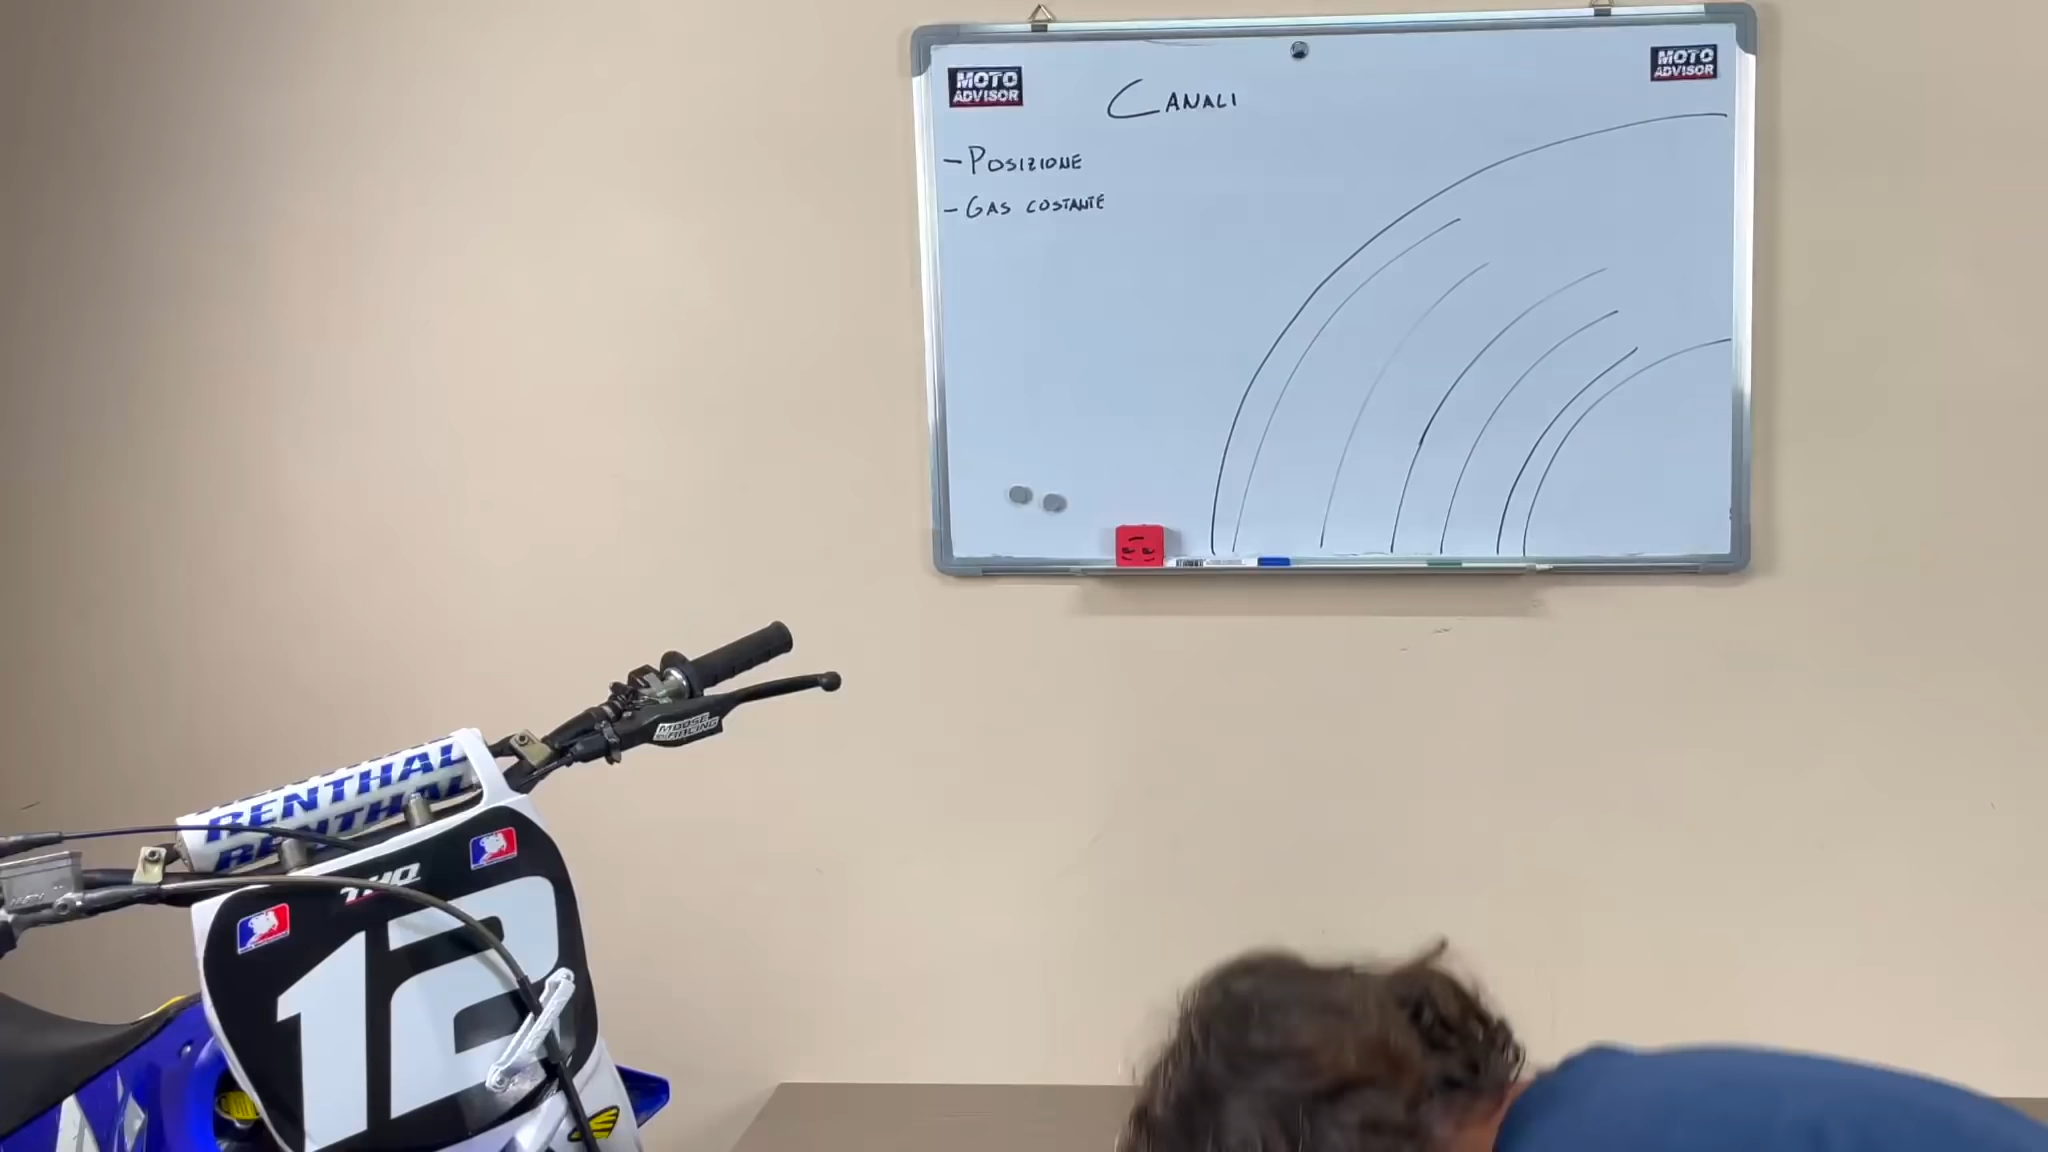 MOTO
ADVISOR
MOTO
ADVISOR
CANALI
- POSIZIONE
- GAS COSTANTE
MOOSE
RACING
RENTHAL
RENTHAL
12